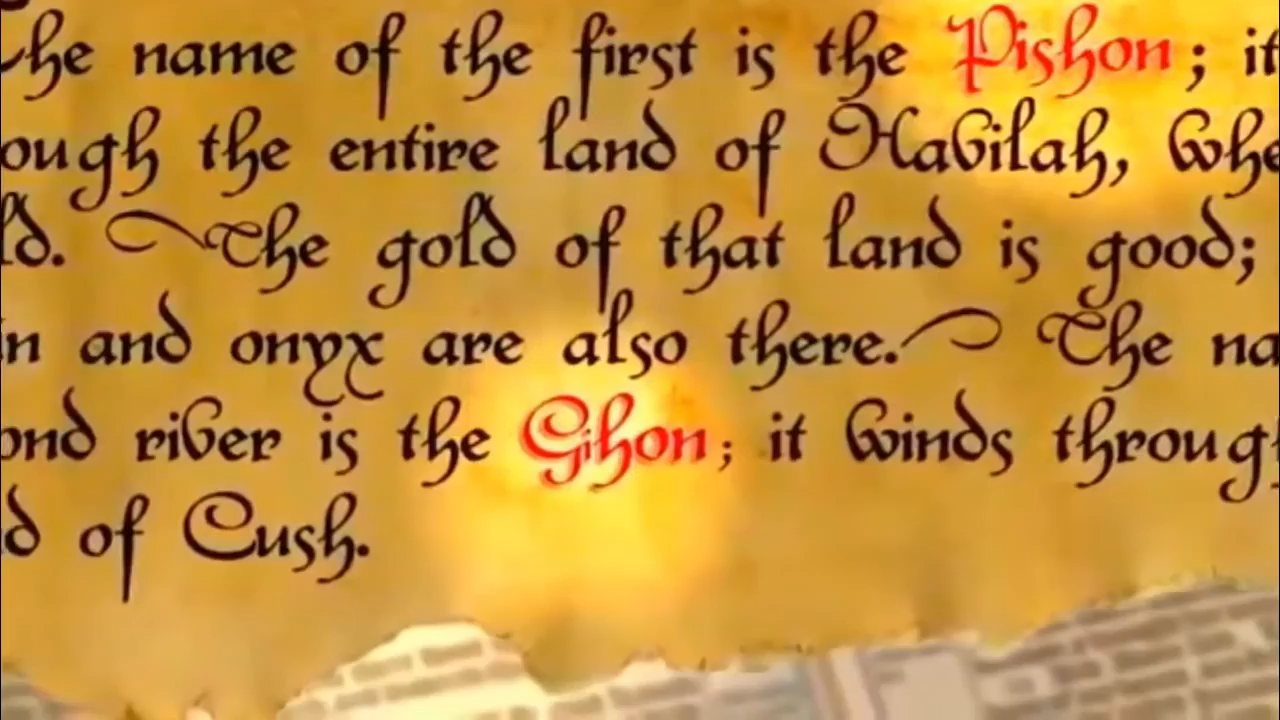 The name of the first is the Pishon; it
ough the entire land of Havilah, whe
ld. The gold of that land is good;
in and onyx are also there. The na
ond river is the Gihon; it winds throug
d of Cush.